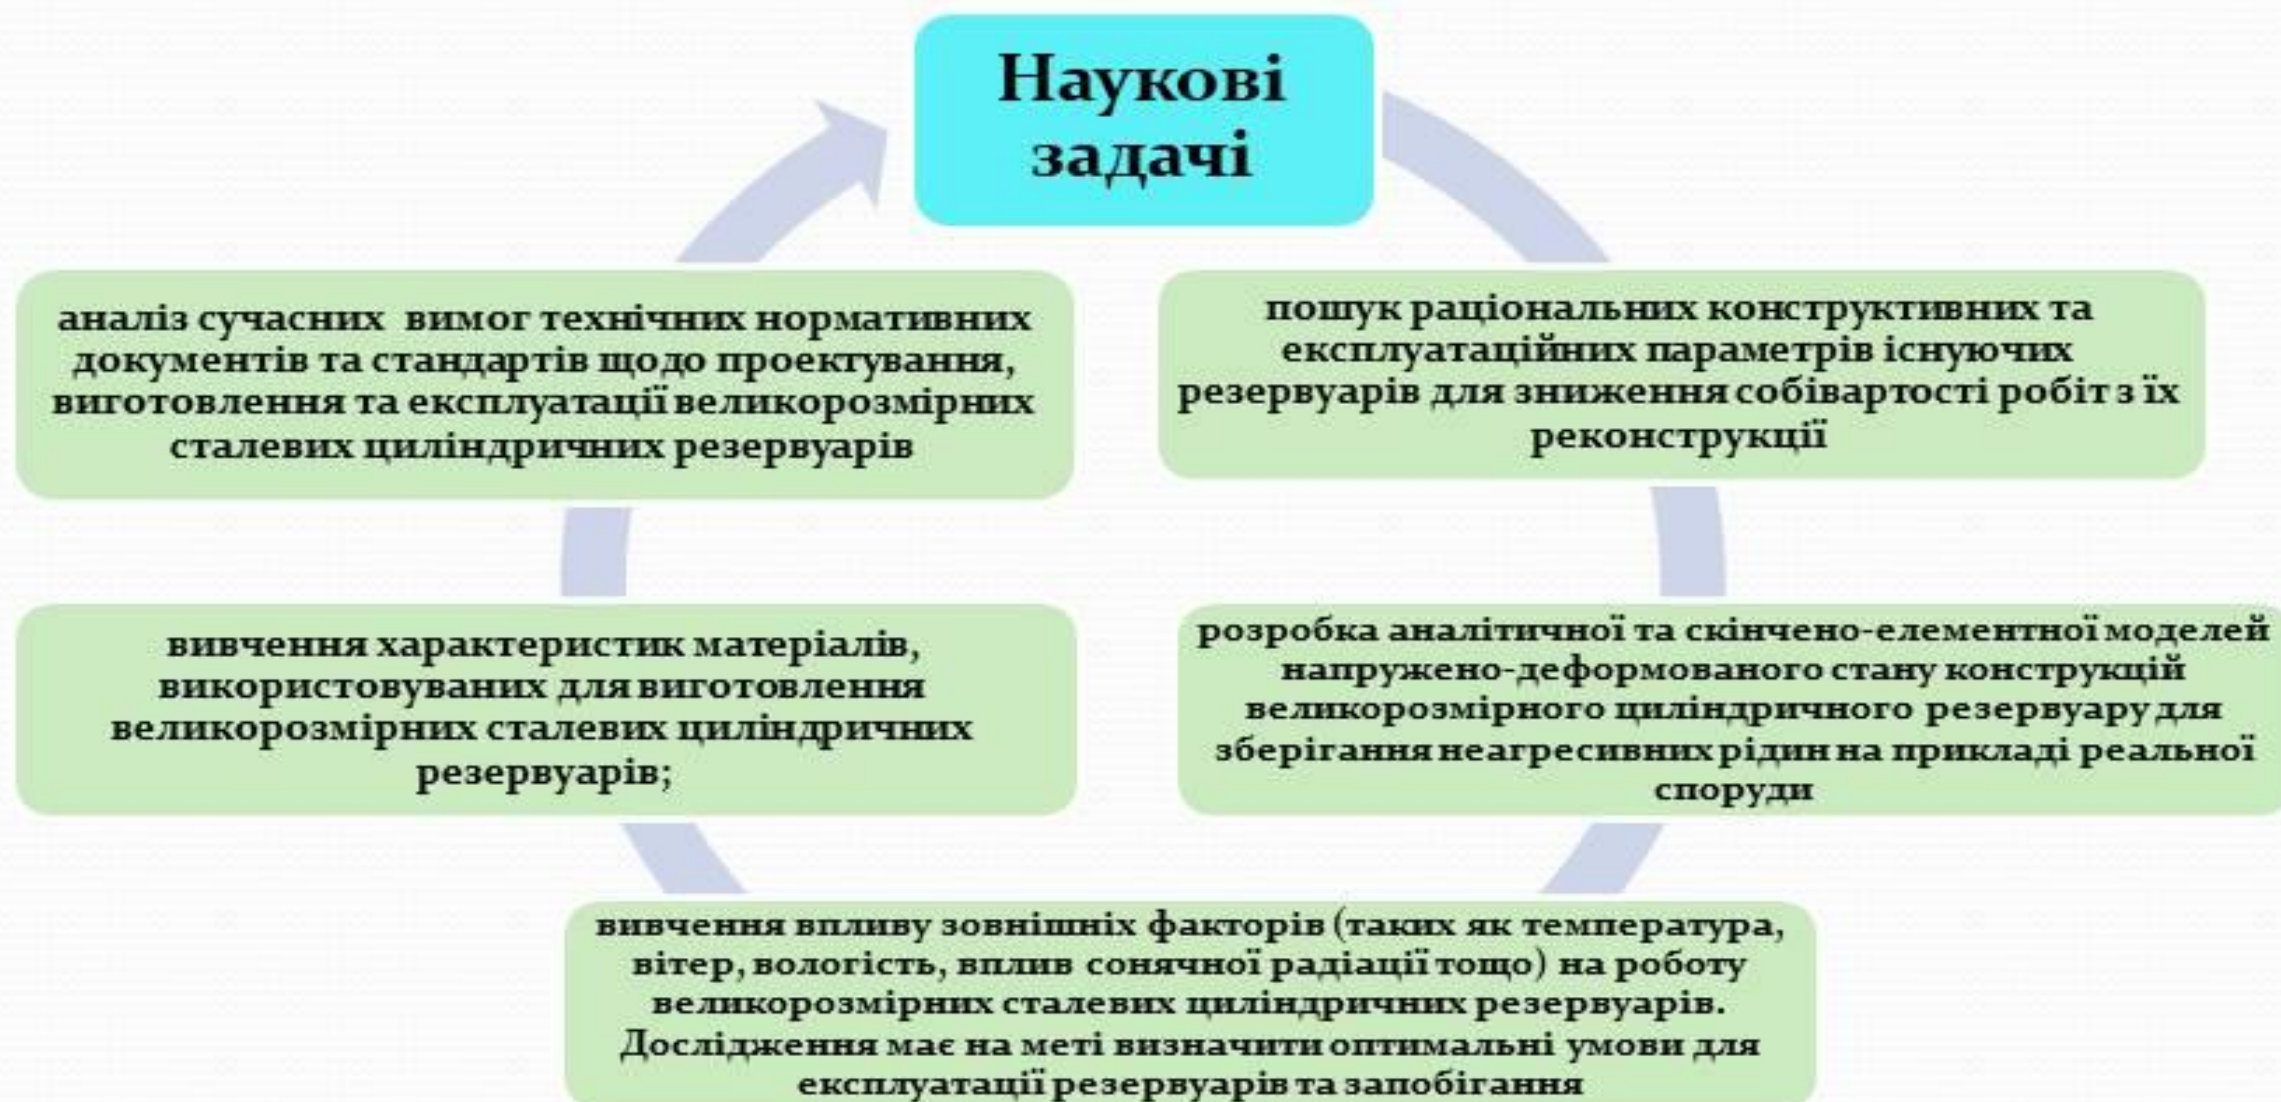 Наукові
задачі
аналіз сучасних вимог технічних нормативних
документів та стандартів щодо проектування,
виготовлення та експлуатації великорозмірних
сталевих циліндричних резервуарів
пошук раціональних конструктивних та
експлуатаційних параметрів існуючих
резервуарів для зниження собівартості робіт з їх
реконструкції
вивчення характеристик матеріалів,
використовуваних для виготовлення
великорозмірних сталевих циліндричних
резервуарів;
розробка аналітичної та скінчено-елементної моделей
напружено-деформованого стану конструкцій
великорозмірного циліндричного резервуару для
зберігання неагресивних рідин на прикладі реальної
споруди
вивчення впливу зовнішніх факторів (таких як температура,
вітер, вологість, вплив сонячної радіації тощо) на роботу
великорозмірних сталевих циліндричних резервуарів.
Дослідження має на меті визначити оптимальні умови для
експлуатації резервуарів та запобігання